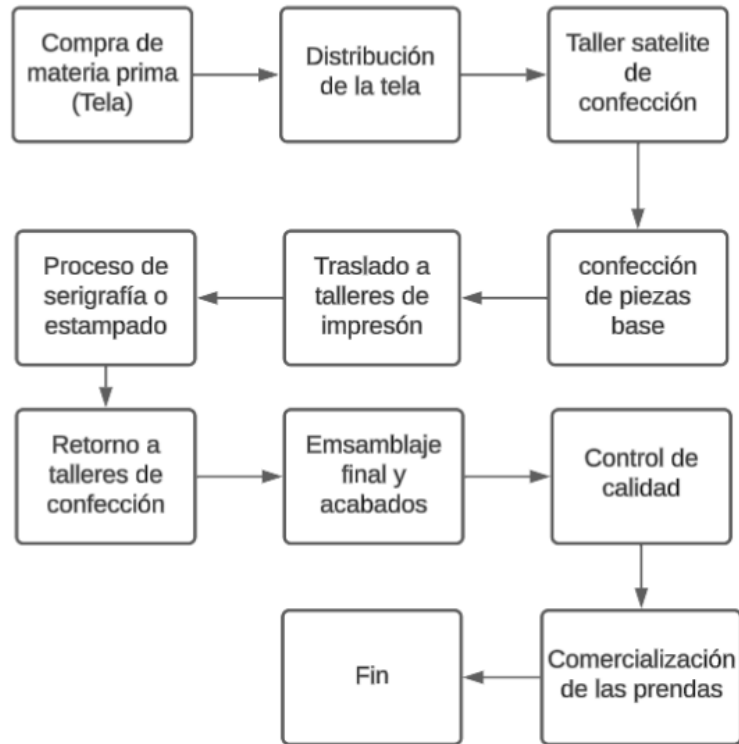 Compra de
materia prima
(Tela)
Distribución
de la tela
Taller satelite
de
confección
confección
de piezas
base
Traslado a
talleres de
impresón
Proceso de
serigrafía o
estampado
Retorno a
talleres de
confección
Emsamblaje
final y
acabados
Control de
calidad
Comercialización
de las prendas
Fin